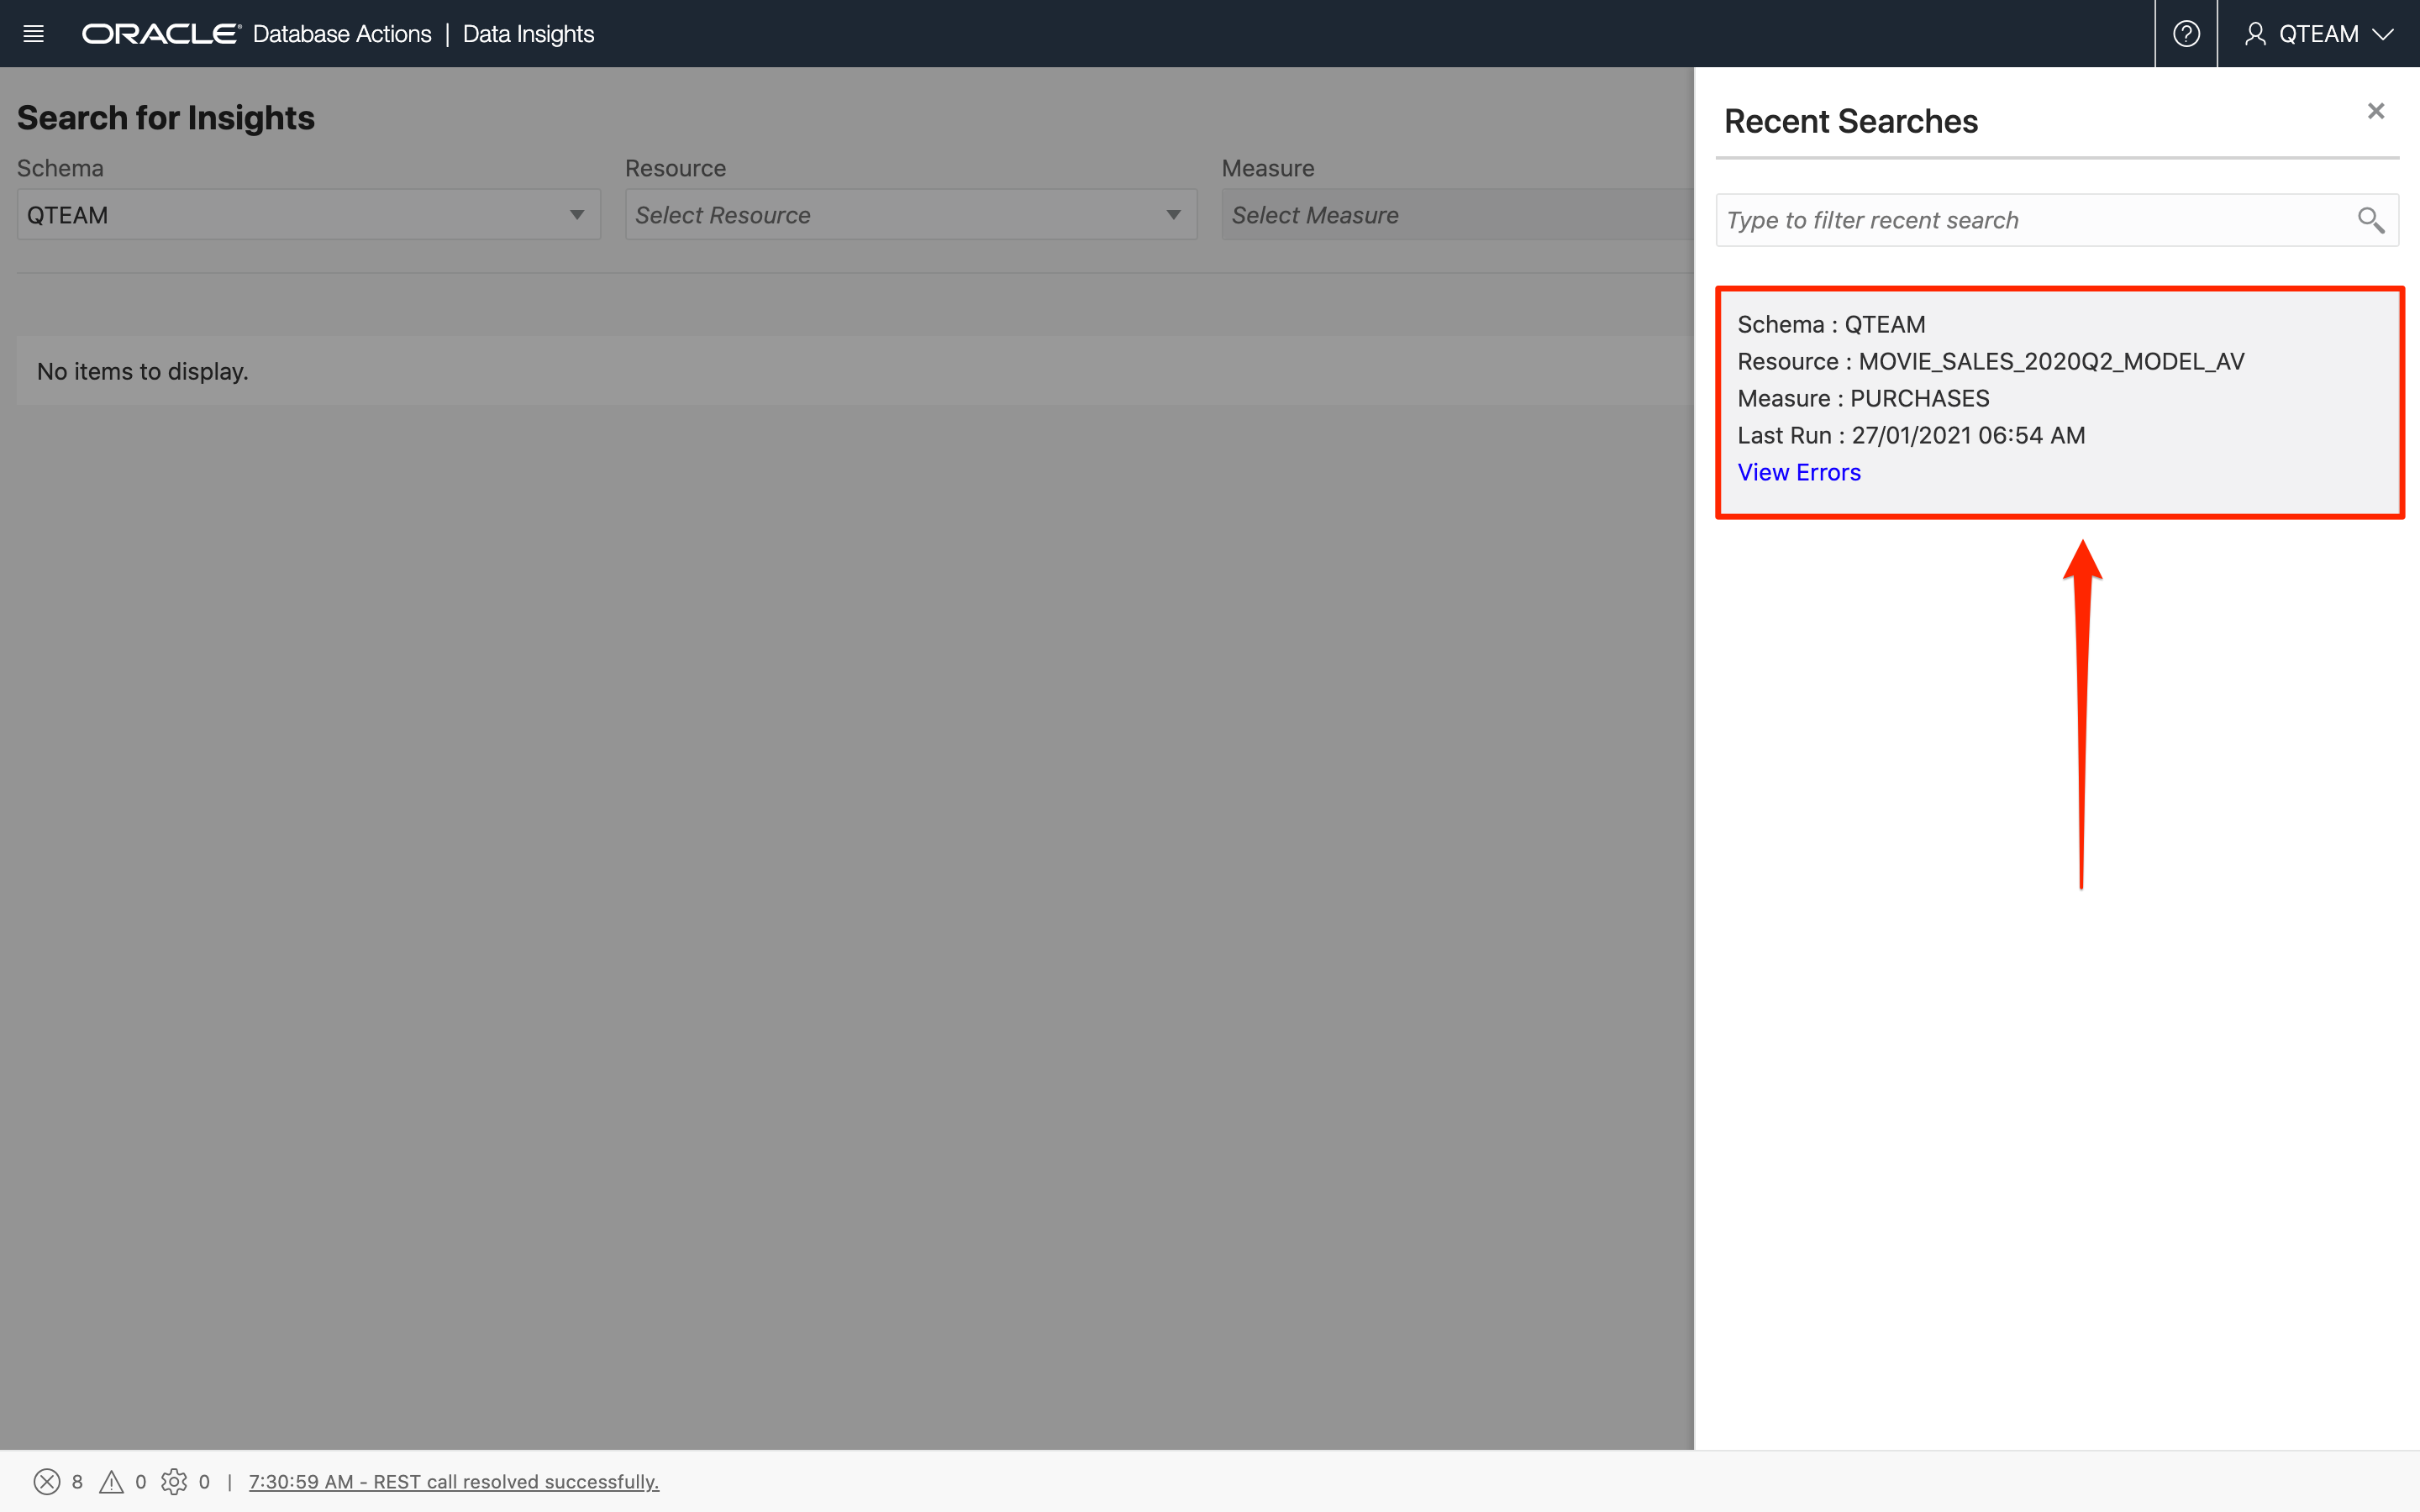 ORACLE® Database Actions | Data Insights
QTEAM
Search for Insights
Schema
Resource
Measure
QTEAM
Select Resource
Select Measure
No items to display.
Recent Searches
Type to filter recent search
Schema : QTEAM
Resource : MOVIE_SALES_2020Q2_MODEL_AV
Measure : PURCHASES
Last Run : 27/01/2021 06:54 AM
View Errors
8 0 0 | 7:30:59 AM - REST call resolved successfully.